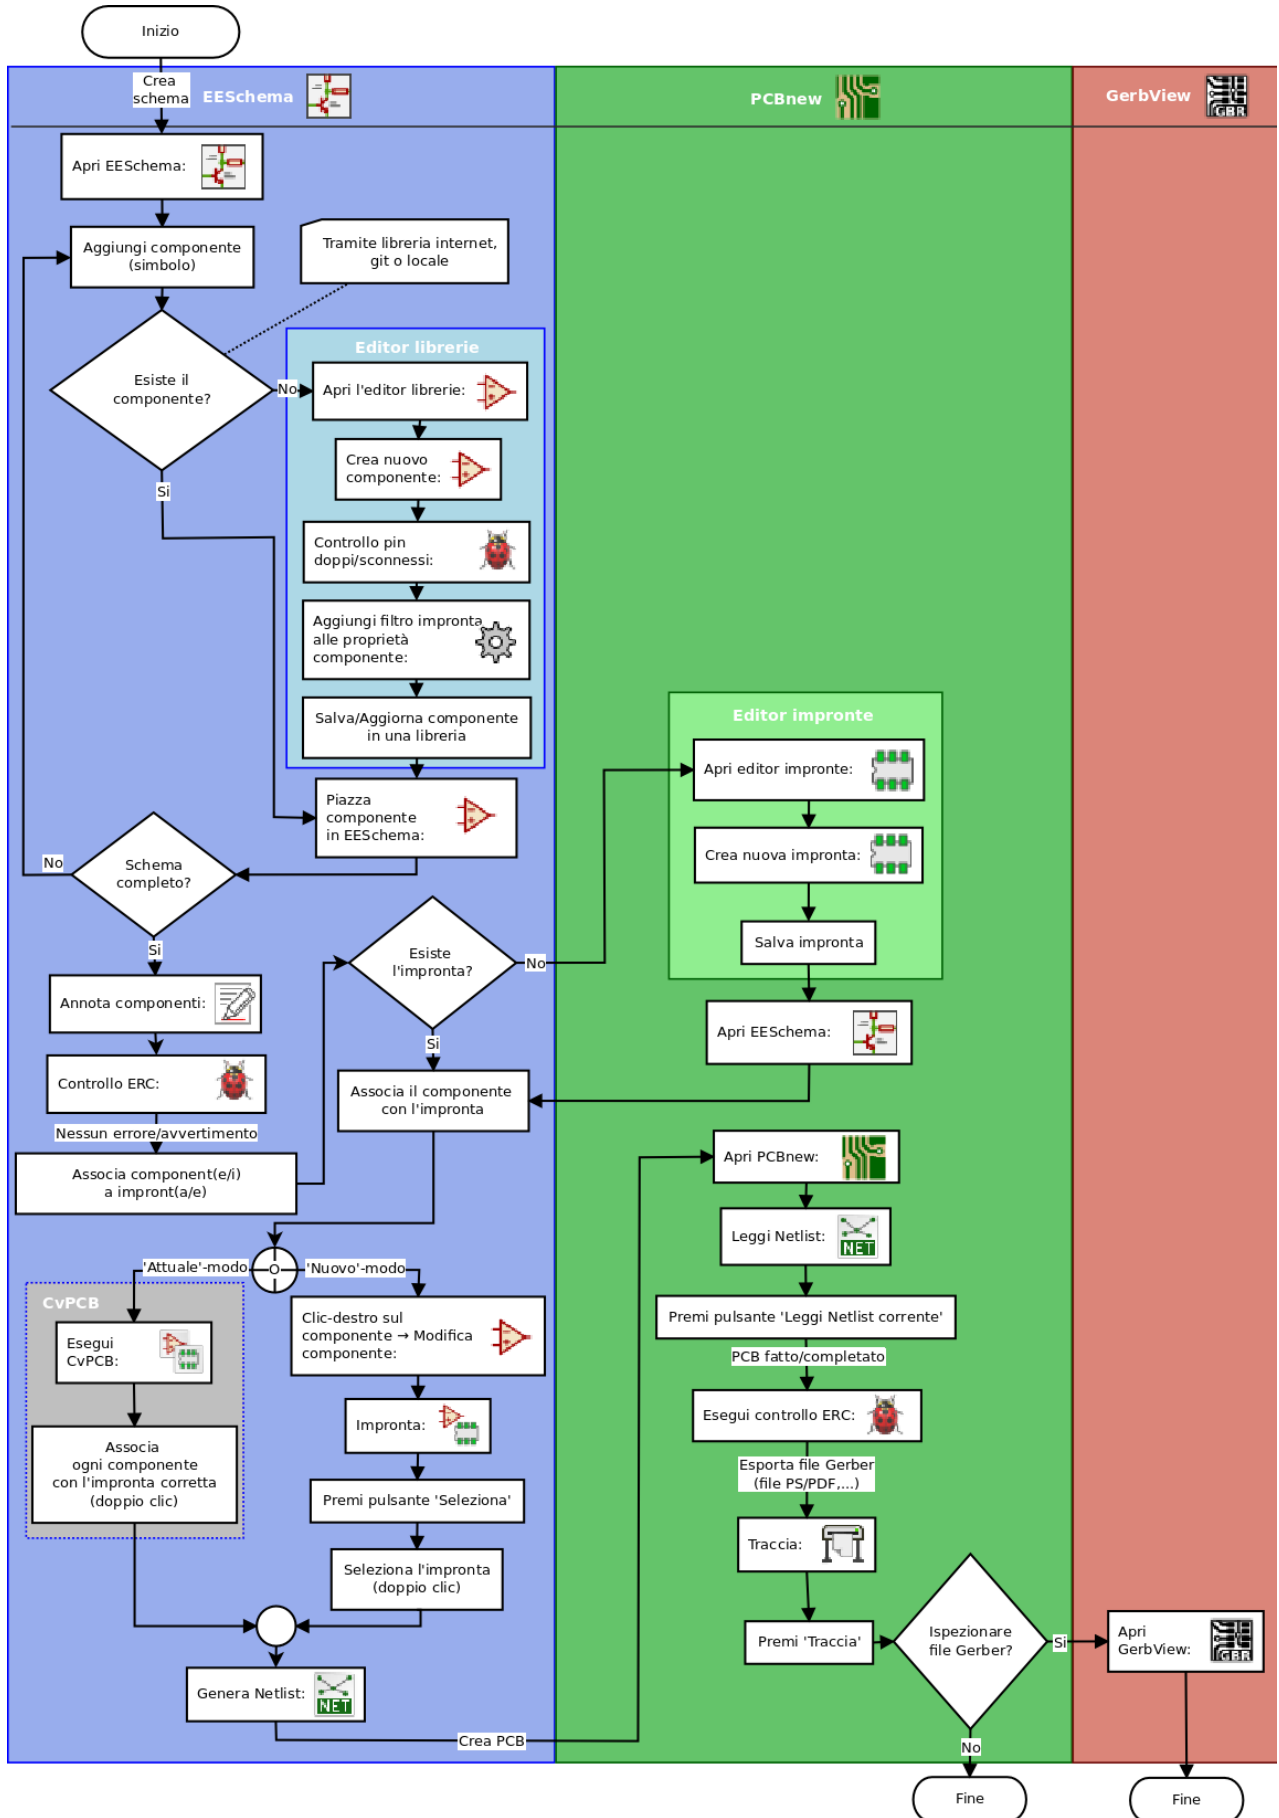 Inizio
Crea
schema
EESchema
PCBnew
GerbView
GBR
Apri EESchema:
Aggiungi componente
(simbolo)
Tramite libreria internet,
git o locale
Esiste il
componente?
No
Si
Editor librerie
Apri l'editor librerie:
Crea nuovo
componente:
Controllo pin
doppi/sconnessi:
Aggiungi filtro impronta
alle proprietà
componente:
Salva/Aggiorna componente
in una libreria
Piazza
componente
in EESchema:
Schema
completo?
No
Si
Annota componenti:
Controllo ERC:
Nessun errore/avvertimento
Associa component(e/i)
a impront(a/e)
Esiste
l'impronta?
No
Si
Editor impronte
Apri editor impronte:
Crea nuova impronta:
Salva impronta
Apri EESchema:
Associa il componente
con l'impronta
O
'Attuale'-modo
'Nuovo'-modo
CvPCB
Esegui
CvPCB:
Associa
ogni componente
con l'impronta corretta
(doppio clic)
Clic-destro sul
componente → Modifica
componente:
Impronta:
Premi pulsante 'Seleziona'
Seleziona l'impronta
(doppio clic)
Genera Netlist:
NET
Crea PCB
Apri PCBnew:
Leggi Netlist:
NET
Premi pulsante 'Leggi Netlist corrente'
PCB fatto/completato
Esegui controllo ERC:
Esporta file Gerber
(file PS/PDF,...)
Traccia:
Premi 'Traccia'
Ispezionare
file Gerber?
Si
No
Apri
GerbView:
GBR
Fine
Fine